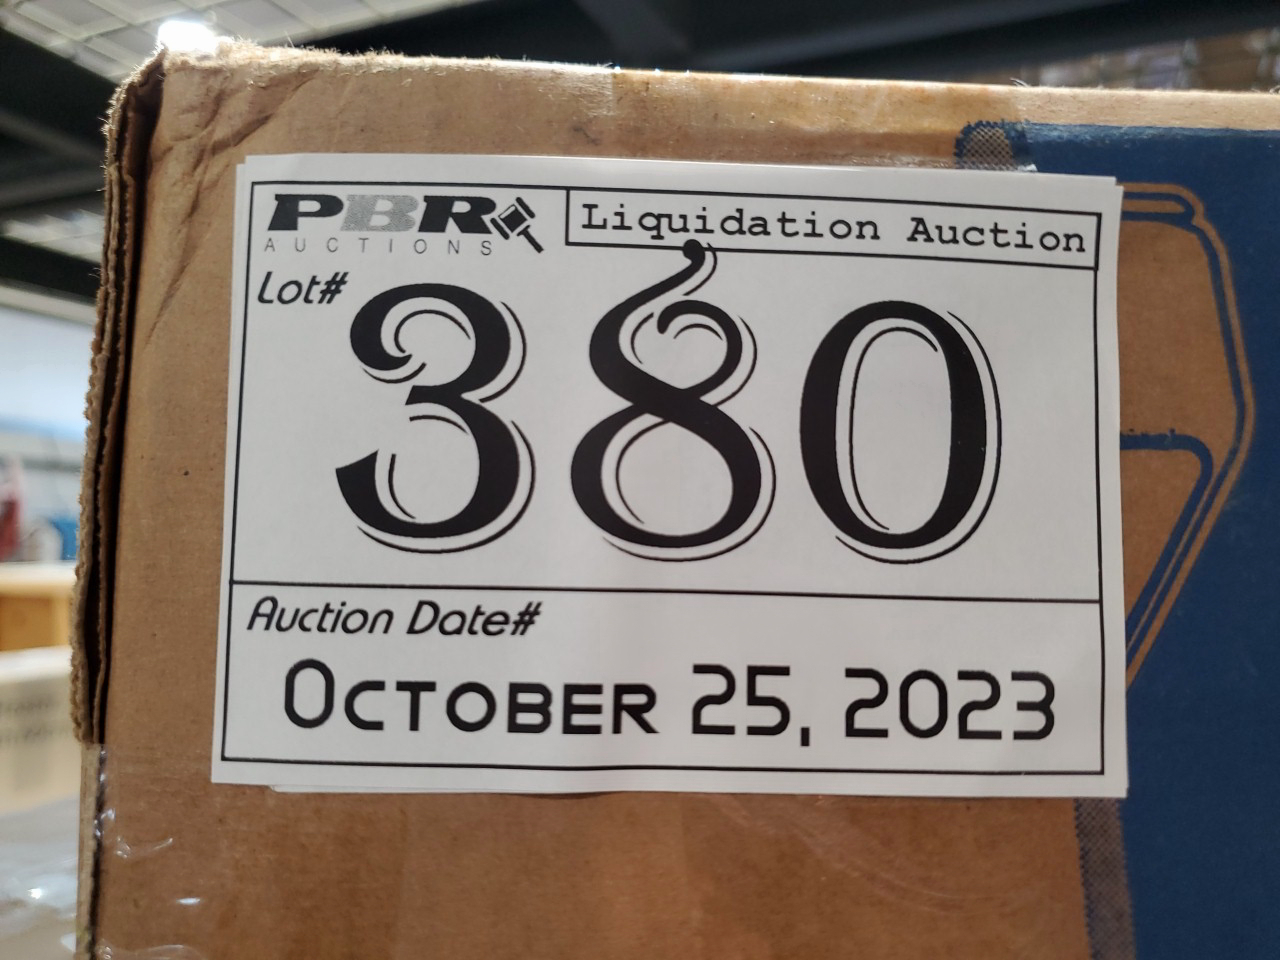 PBR
AUCTIONS
Liquidation Auction
Lot#
380
Auction Date#
October 25, 2023